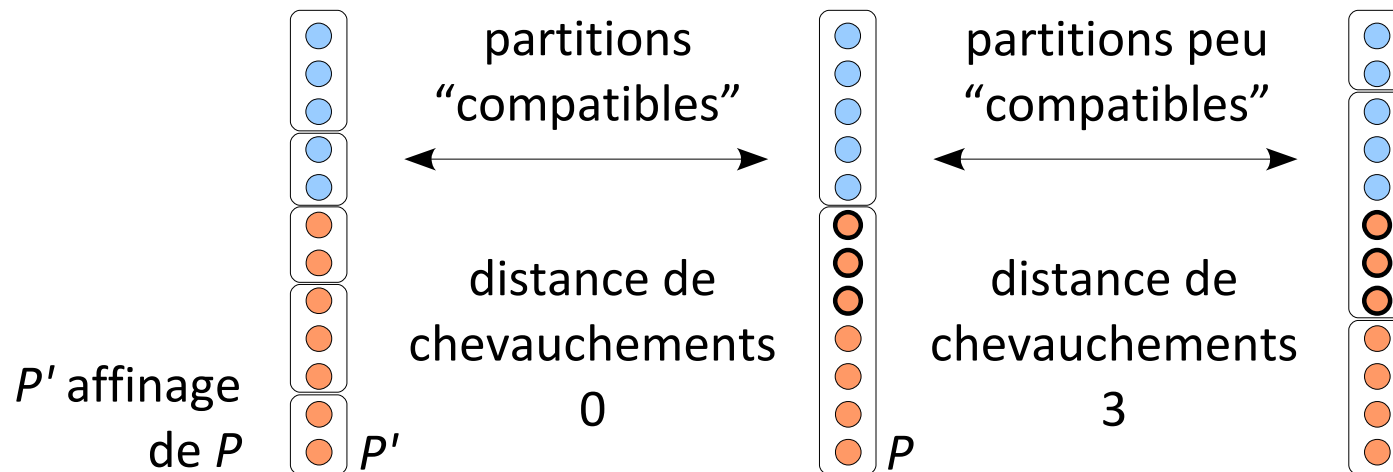 partitions
“compatibles”
distance de
chevauchements
0
partitions peu
“compatibles”
distance de
chevauchements
3
P' affinage
de P
P'
P